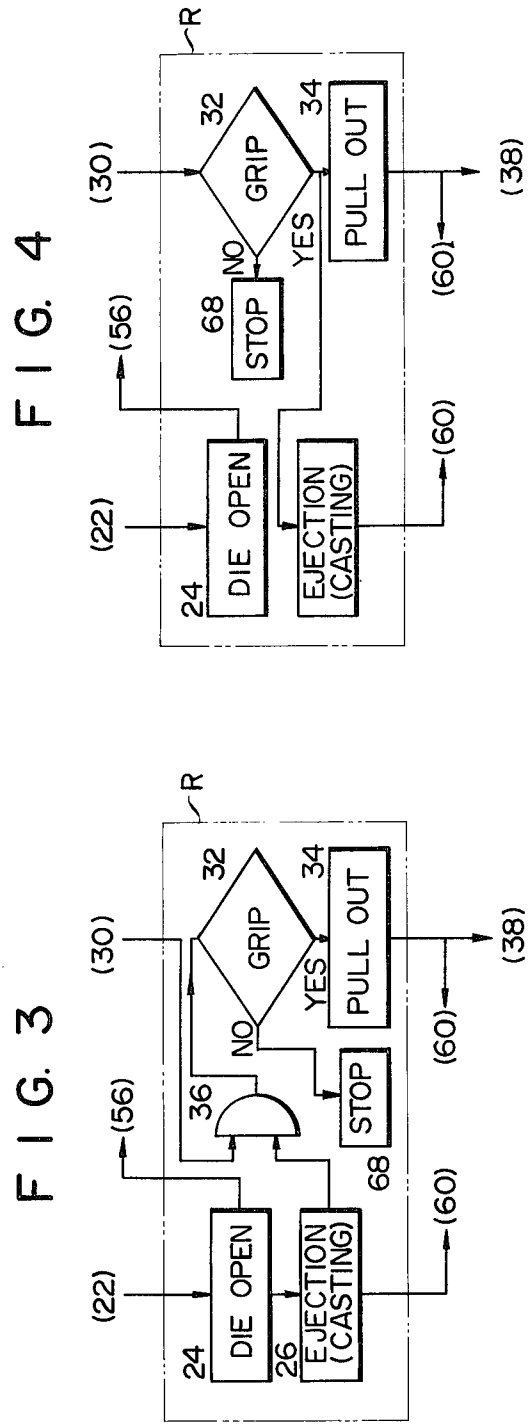 FIG. 3
(22)
(56)
(30)
R
24
DIE OPEN
36
32
GRIP
NO
YES
26
EJECTION
(CASTING)
STOP
68
34
PULL OUT
(60)
(60)
(38)
FIG. 4
(22)
(56)
(30)
R
24
DIE OPEN
32
GRIP
NO
YES
68
STOP
EJECTION
(CASTING)
34
PULL OUT
(60)
(60)
(38)